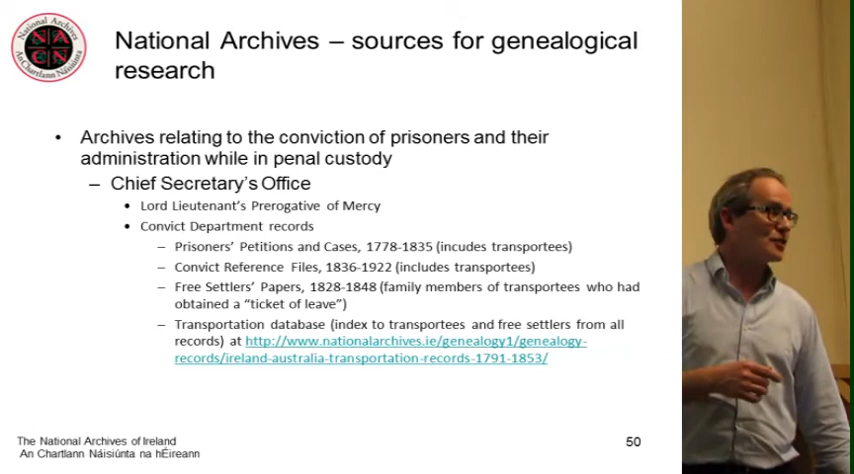 National Archives – sources for genealogical
research
• Archives relating to the conviction of prisoners and their
administration while in penal custody
– Chief Secretary's Office
• Lord Lieutenant's Prerogative of Mercy
• Convict Department records
– Prisoners' Petitions and Cases, 1778-1835 (incudes transportees)
– Convict Reference Files, 1836-1922 (includes transportees)
– Free Settlers' Papers, 1828-1848 (family members of transportees who had
obtained a "ticket of leave")
– Transportation database (index to transportees and free settlers from all
records) at http://www.nationalarchives.ie/genealogy1/genealogy-
records/ireland-australia-transportation-records-1791-1853/
The National Archives of Ireland
An Chartlann Náisiúnta na hÉireann
50
National Archives
NA
CN
An Chartlann Náisiúnta